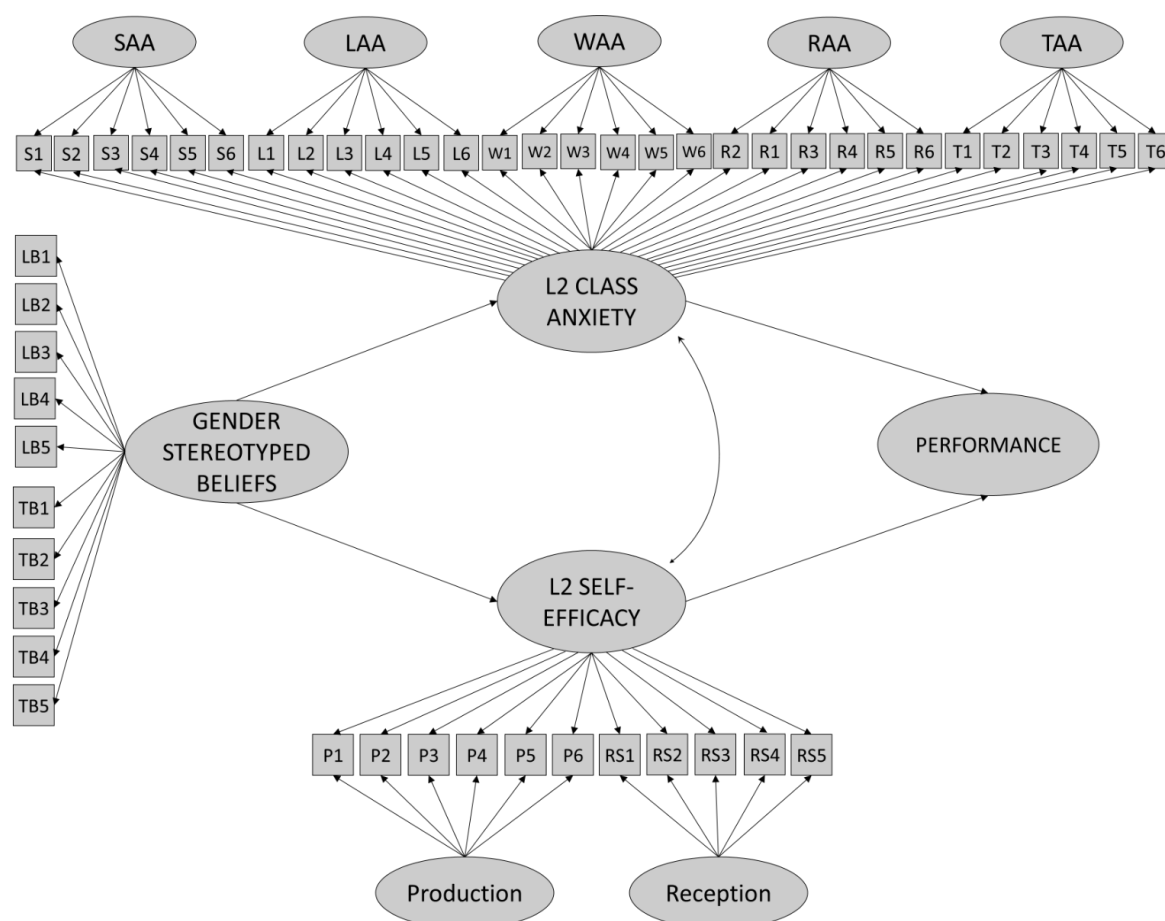 SAA LAA WAA RAA TAA
S1 S2 S3 S4 S5 S6 L1 L2 L3 L4 L5 L6 W1 W2 W3 W4 W5 W6 R2 R1 R3 R4 R5 R6 T1 T2 T3 T4 T5 T6
L2 CLASS
ANXIETY
LB1
LB2
LB3
LB4
LB5
TB1
TB2
TB3
TB4
TB5
GENDER
STEREOTYPED
BELIEFS
PERFORMANCE
L2 SELF-
EFFICACY
P1 P2 P3 P4 P5 P6 RS1 RS2 RS3 RS4 RS5
Production Reception